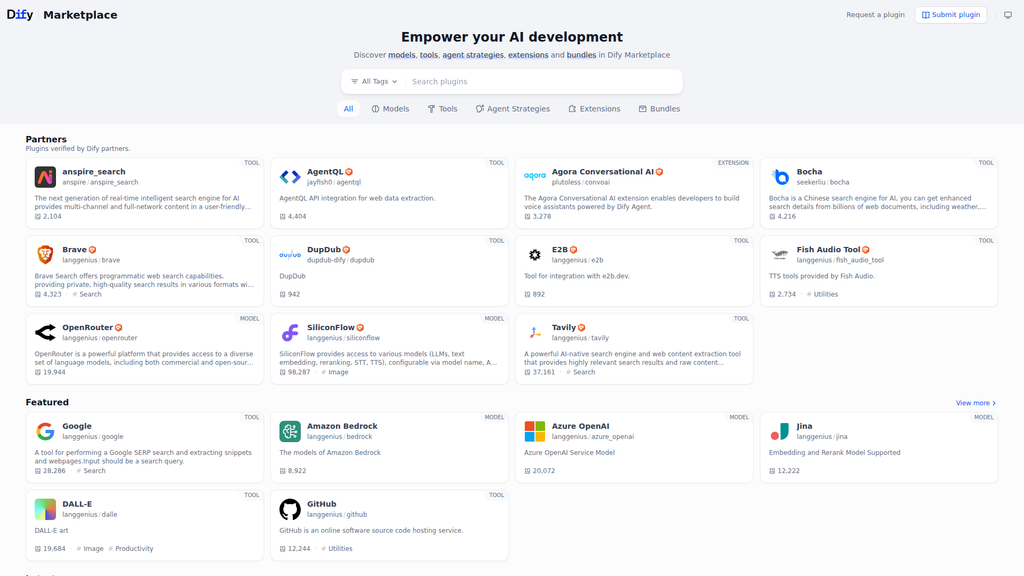 Dify Marketplace
Request a plugin
Submit plugin
Empower your AI development
Discover models, tools, agent strategies, extensions and bundles in Dify Marketplace
All Tags
Search plugins
All
Models
Tools
Agent Strategies
Extensions
Bundles
Partners
Plugins verified by Dify partners.
TOOL
anspire_search
anspire / anspire_search
The next generation of real-time intelligent search engine for AI
provides multi-channel and full-network content in a user-friendly...
2,104
TOOL
AgentQL
jayfish0 / agentql
AgentQL API integration for web data extraction.
4,404
EXTENSION
agora
Agora Conversational AI
plutoless / convoai
The Agora Conversational AI extension enables developers to build
voice assistants powered by Dify Agent.
3,278
TOOL
Bocha
seekerliu / bocha
Bocha is a Chinese search engine for AI, you can get enhanced
search details from billions of web documents, including weather,...
4,216
TOOL
Brave
langgenius / brave
Brave Search offers programmatic web search capabilities,
providing private, high-quality search results in various formats wi...
4,323 · # Search
TOOL
dupdub
DupDub
dupdub-dify / dupdub
DupDub
942
TOOL
E2B
langgenius / e2b
Tool for integration with e2b.dev.
892
TOOL
Fish Audio Tool
langgenius / fish_audio_tool
TTS tools provided by Fish Audio.
2,734 · # Utilities
MODEL
OpenRouter
langgenius / openrouter
OpenRouter is a powerful platform that provides access to a diverse
set of language models, including both commercial and open-sour...
19,944
MODEL
SiliconFlow
langgenius / siliconflow
SiliconFlow provides access to various models (LLMs, text
embedding, reranking, STT, TTS), configurable via model name, A...
98,287 · # Image
TOOL
Tavily
langgenius / tavily
A powerful AI-native search engine and web content extraction tool
that provides highly relevant search results and raw content...
37,161 · # Search
Featured
View more
TOOL
Google
langgenius / google
A tool for performing a Google SERP search and extracting snippets
and webpages.Input should be a search query.
28,286 · # Search
MODEL
Amazon Bedrock
langgenius / bedrock
The models of Amazon Bedrock
8,922
MODEL
Azure OpenAI
langgenius / azure_openai
Azure OpenAI Service Model
20,072
MODEL
Jina
langgenius / jina
Embedding and Rerank Model Supported
12,222
TOOL
DALL-E
langgenius / dalle
DALL-E art
19,684 · # Image # Productivity
TOOL
GitHub
langgenius / github
GitHub is an online software source code hosting service.
12,244 · # Utilities